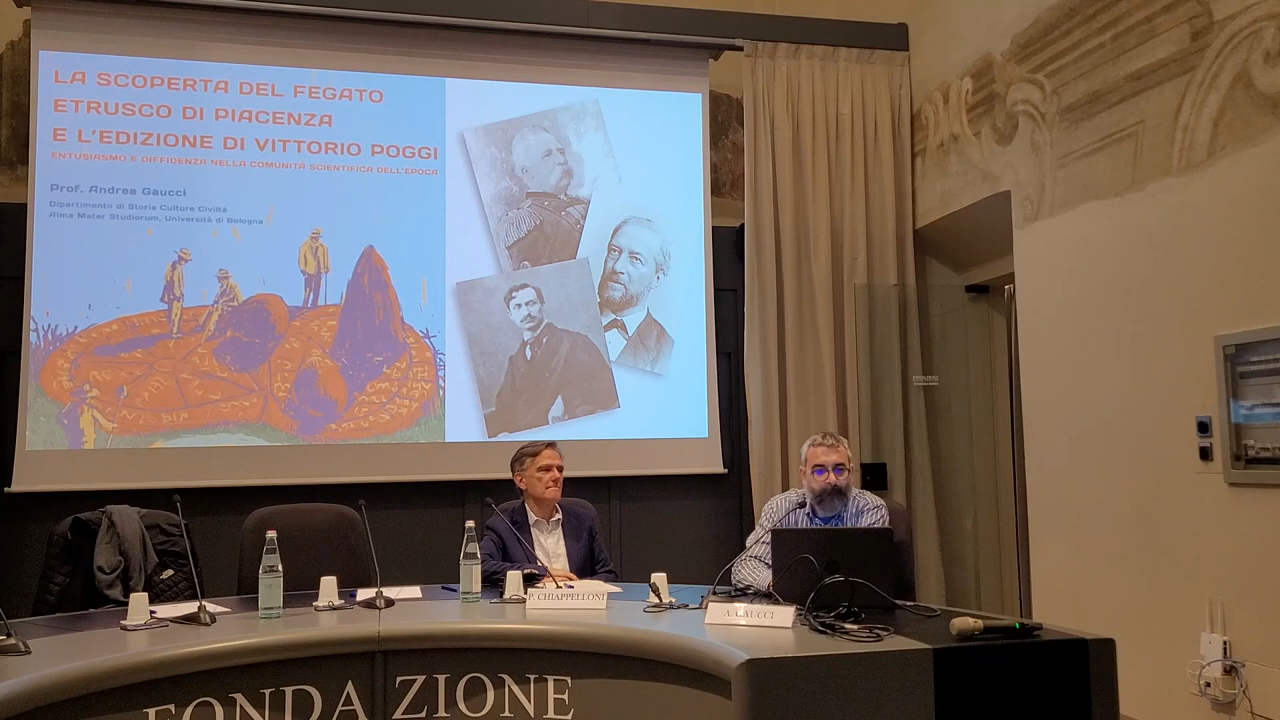 LA SCOPERTA DEL FEGATO
ETRUSCO DI PIACENZA
E L'EDIZIONE DI VITTORIO POGGI
ENTUSIASMO E DIFFIDENZA NELLA COMUNITÀ SCIENTIFICA DELL'EPOCA
Prof. Andrea Gaucci
Dipartimento di Storia Culture Civiltà
Alma Mater Studiorum, Università di Bologna
FONDAZIONE
P. CHIAPPELLONI
A. GAUCCI
FONDAZIONE